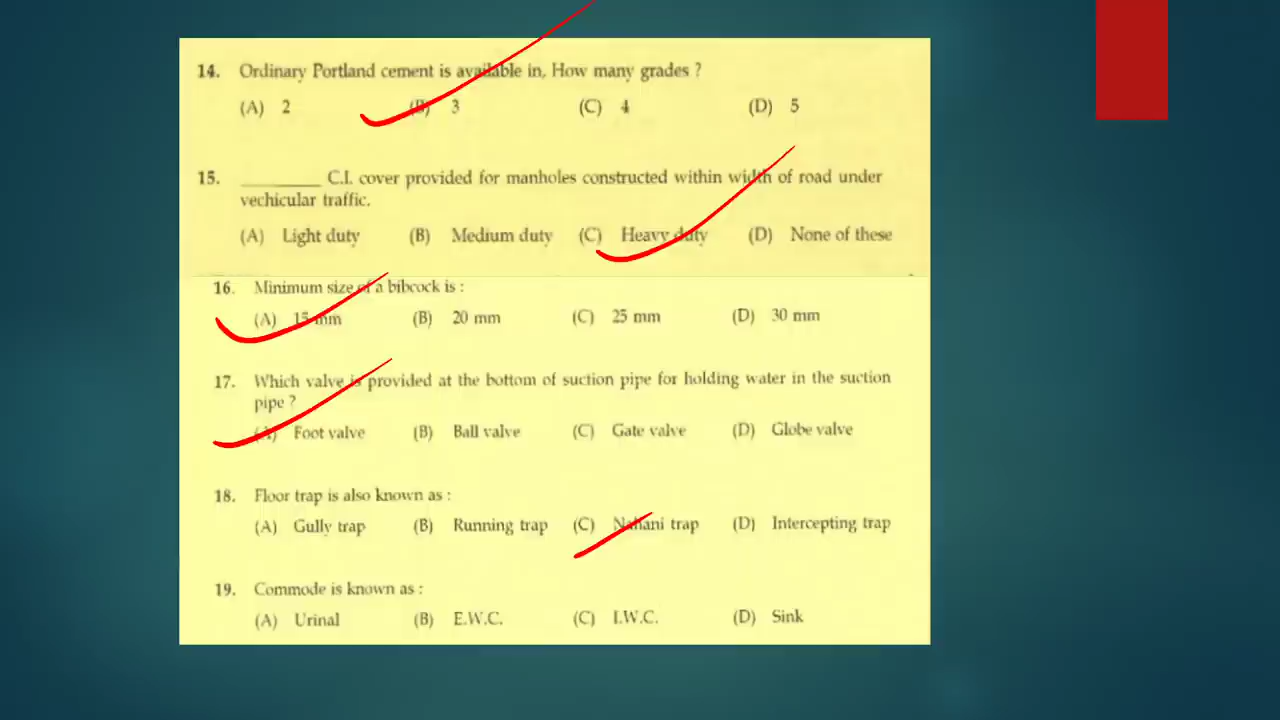 14. Ordinary Portland cement is available in, How many grades ?
(A) 2 (B) 3 (C) 4 (D) 5
15. ________ C.I. cover provided for manholes constructed within width of road under
vechicular traffic.
(A) Light duty (B) Medium duty (C) Heavy duty (D) None of these
16. Minimum size of a bibcock is :
(A) 15 mm (B) 20 mm (C) 25 mm (D) 30 mm
17. Which valve is provided at the bottom of suction pipe for holding water in the suction
pipe ?
(A) Foot valve (B) Ball valve (C) Gate valve (D) Globe valve
18. Floor trap is also known as :
(A) Gully trap (B) Running trap (C) Nahani trap (D) Intercepting trap
19. Commode is known as :
(A) Urinal (B) E.W.C. (C) I.W.C. (D) Sink